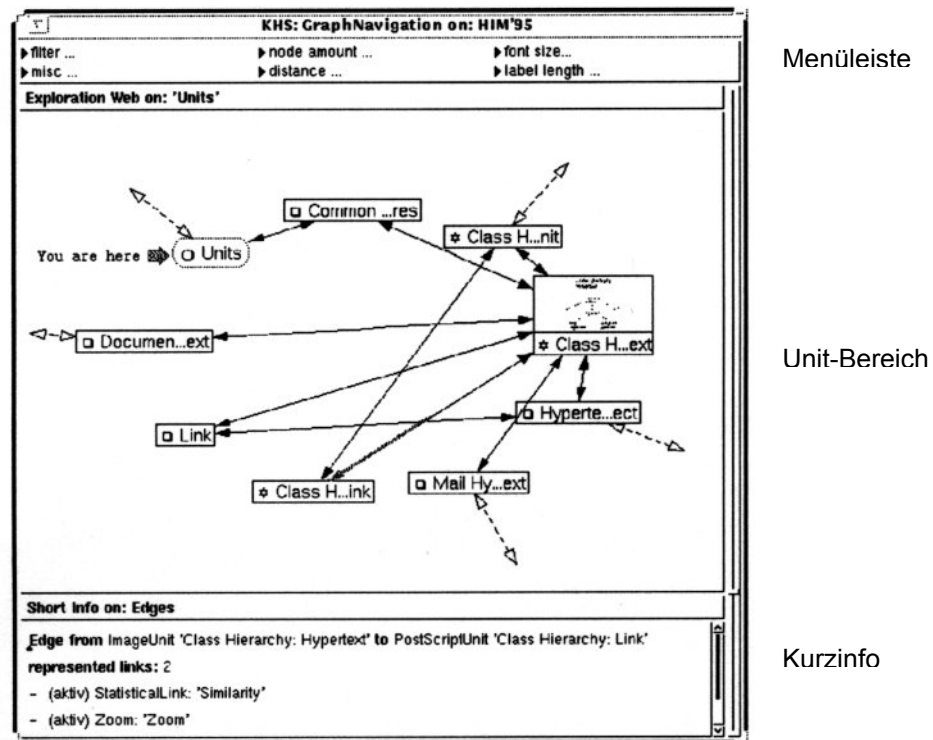 KHS: GraphNavigation on: HIM'95
filter ... node amount ... font size...
misc ... distance ... label length ...
Menüleiste
Exploration Web on: 'Units'
Common ...res
Class H...nit
You are here Units
Documen...ext
Class H...ext
Unit-Bereich
Hyperte...ect
Link
Class H...ink
Mail Hy...ext
Short Info on: Edges
Edge from ImageUnit 'Class Hierarchy: Hypertext' to PostScriptUnit 'Class Hierarchy: Link'
represented links: 2
Kurzinfo
- (aktiv) StatisticalLink: 'Similarity'
- (aktiv) Zoom: 'Zoom'